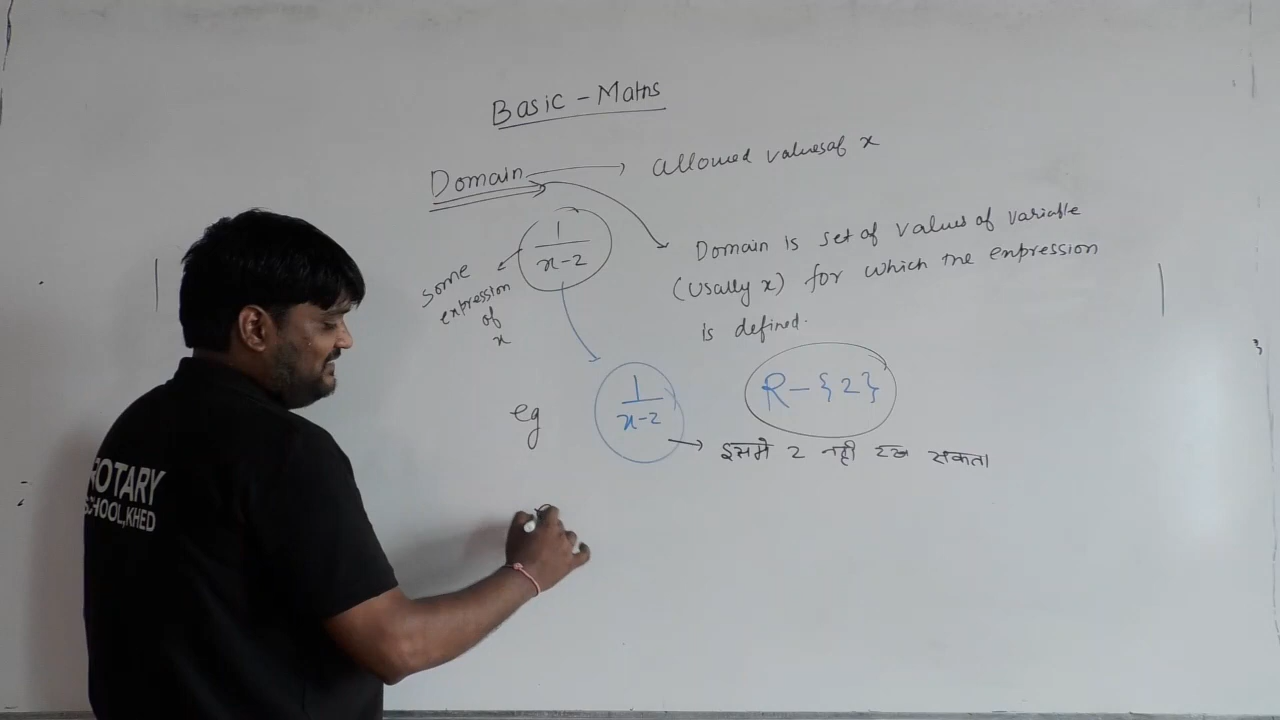 Basic - Maths
Domain → allowed values of x
1/(x-2)
some
expression
of
x
Domain is set of values of variable
(Usally x) for which the expression
is defined.
eg 1/(x-2) R-{2}
→ इसमे 2 नही रख सकता
ROTARY
SCHOOL,KHED